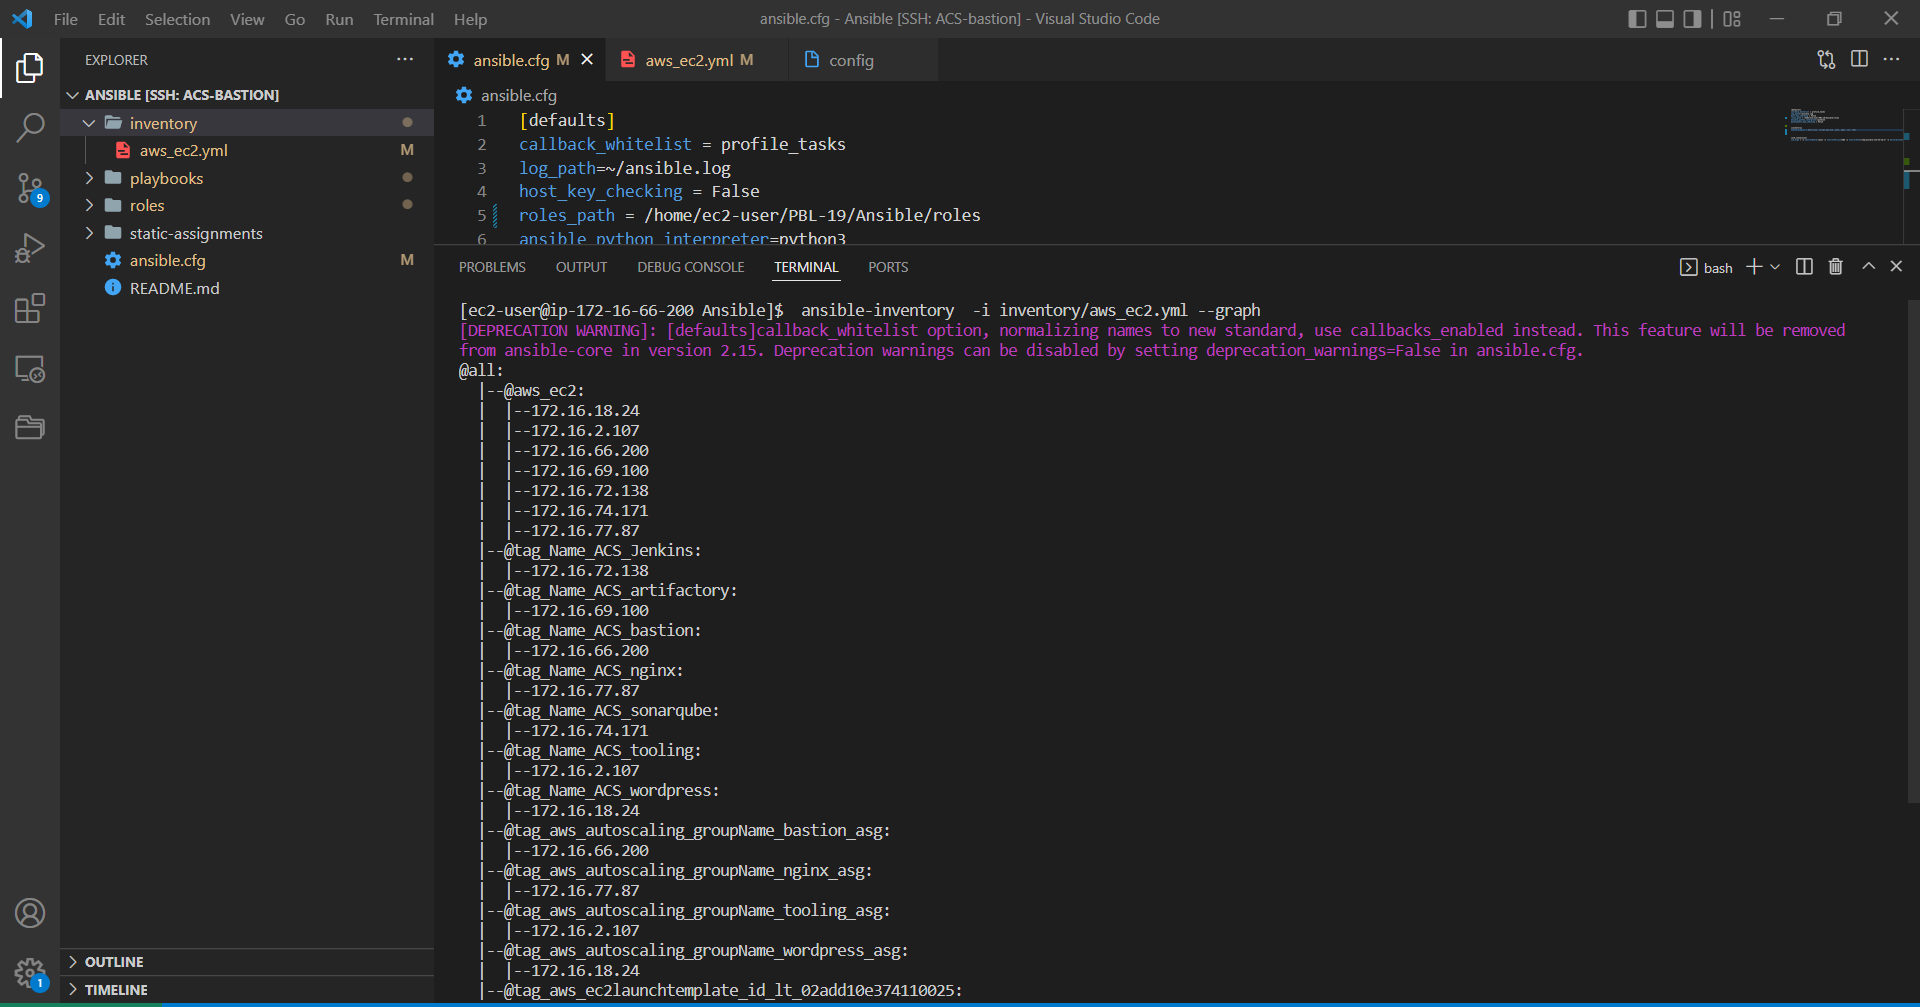 File Edit Selection View Go Run Terminal Help
ansible.cfg - Ansible [SSH: ACS-bastion] - Visual Studio Code
EXPLORER
ANSIBLE [SSH: ACS-BASTION]
inventory
aws_ec2.yml M
playbooks
roles
static-assignments
ansible.cfg M
README.md
9
1
OUTLINE
TIMELINE
ansible.cfg M
aws_ec2.yml M
config
ansible.cfg
1 [defaults]
2 callback_whitelist = profile_tasks
3 log_path=~/ansible.log
4 host_key_checking = False
5 roles_path = /home/ec2-user/PBL-19/Ansible/roles
6 ansible_python_interpreter=python3
PROBLEMS OUTPUT DEBUG CONSOLE TERMINAL PORTS
bash
[ec2-user@ip-172-16-66-200 Ansible]$  ansible-inventory  -i inventory/aws_ec2.yml --graph
[DEPRECATION WARNING]: [defaults]callback_whitelist option, normalizing names to new standard, use callbacks_enabled instead. This feature will be removed
from ansible-core in version 2.15. Deprecation warnings can be disabled by setting deprecation_warnings=False in ansible.cfg.
@all:
  |--@aws_ec2:
  |  |--172.16.18.24
  |  |--172.16.2.107
  |  |--172.16.66.200
  |  |--172.16.69.100
  |  |--172.16.72.138
  |  |--172.16.74.171
  |  |--172.16.77.87
  |--@tag_Name_ACS_Jenkins:
  |  |--172.16.72.138
  |--@tag_Name_ACS_artifactory:
  |  |--172.16.69.100
  |--@tag_Name_ACS_bastion:
  |  |--172.16.66.200
  |--@tag_Name_ACS_nginx:
  |  |--172.16.77.87
  |--@tag_Name_ACS_sonarqube:
  |  |--172.16.74.171
  |--@tag_Name_ACS_tooling:
  |  |--172.16.2.107
  |--@tag_Name_ACS_wordpress:
  |  |--172.16.18.24
  |--@tag_aws_autoscaling_groupName_bastion_asg:
  |  |--172.16.66.200
  |--@tag_aws_autoscaling_groupName_nginx_asg:
  |  |--172.16.77.87
  |--@tag_aws_autoscaling_groupName_tooling_asg:
  |  |--172.16.2.107
  |--@tag_aws_autoscaling_groupName_wordpress_asg:
  |  |--172.16.18.24
  |--@tag_aws_ec2launchtemplate_id_lt_02add10e374110025: